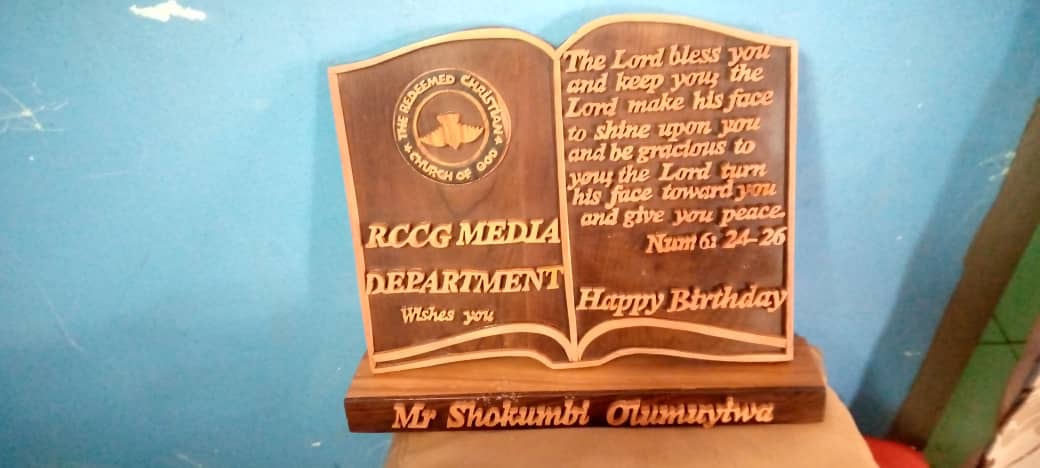 THE REDEEMED CHRISTIAN
CHURCH OF GOD
RCCG MEDIA
DEPARTMENT
Wishes you
The Lord bless you
and keep you; the
Lord make his face
to shine upon you
and be gracious to
you; the Lord turn
his face toward you
and give you peace.
Num 6: 24-26
Happy Birthday
Mr Shokumbi Olumuyiwa